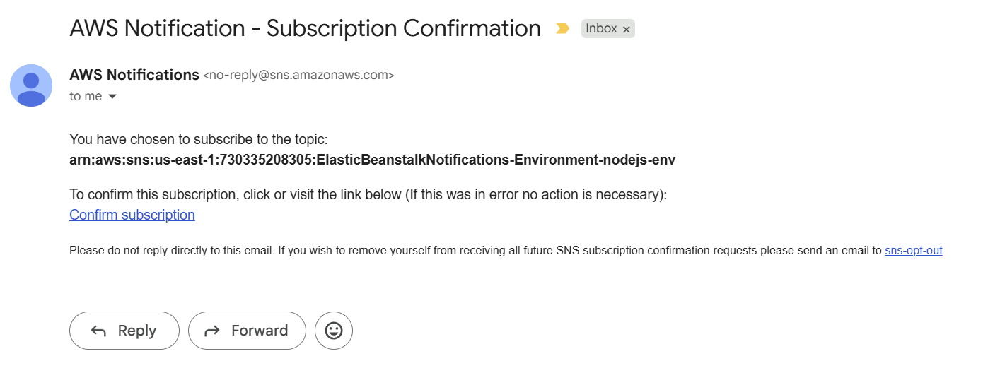 AWS Notification - Subscription Confirmation Inbox ×
AWS Notifications <no-reply@sns.amazonaws.com>
to me
You have chosen to subscribe to the topic:
arn:aws:sns:us-east-1:730335208305:ElasticBeanstalkNotifications-Environment-nodejs-env
To confirm this subscription, click or visit the link below (If this was in error no action is necessary):
Confirm subscription
Please do not reply directly to this email. If you wish to remove yourself from receiving all future SNS subscription confirmation requests please send an email to sns-opt-out
Reply Forward